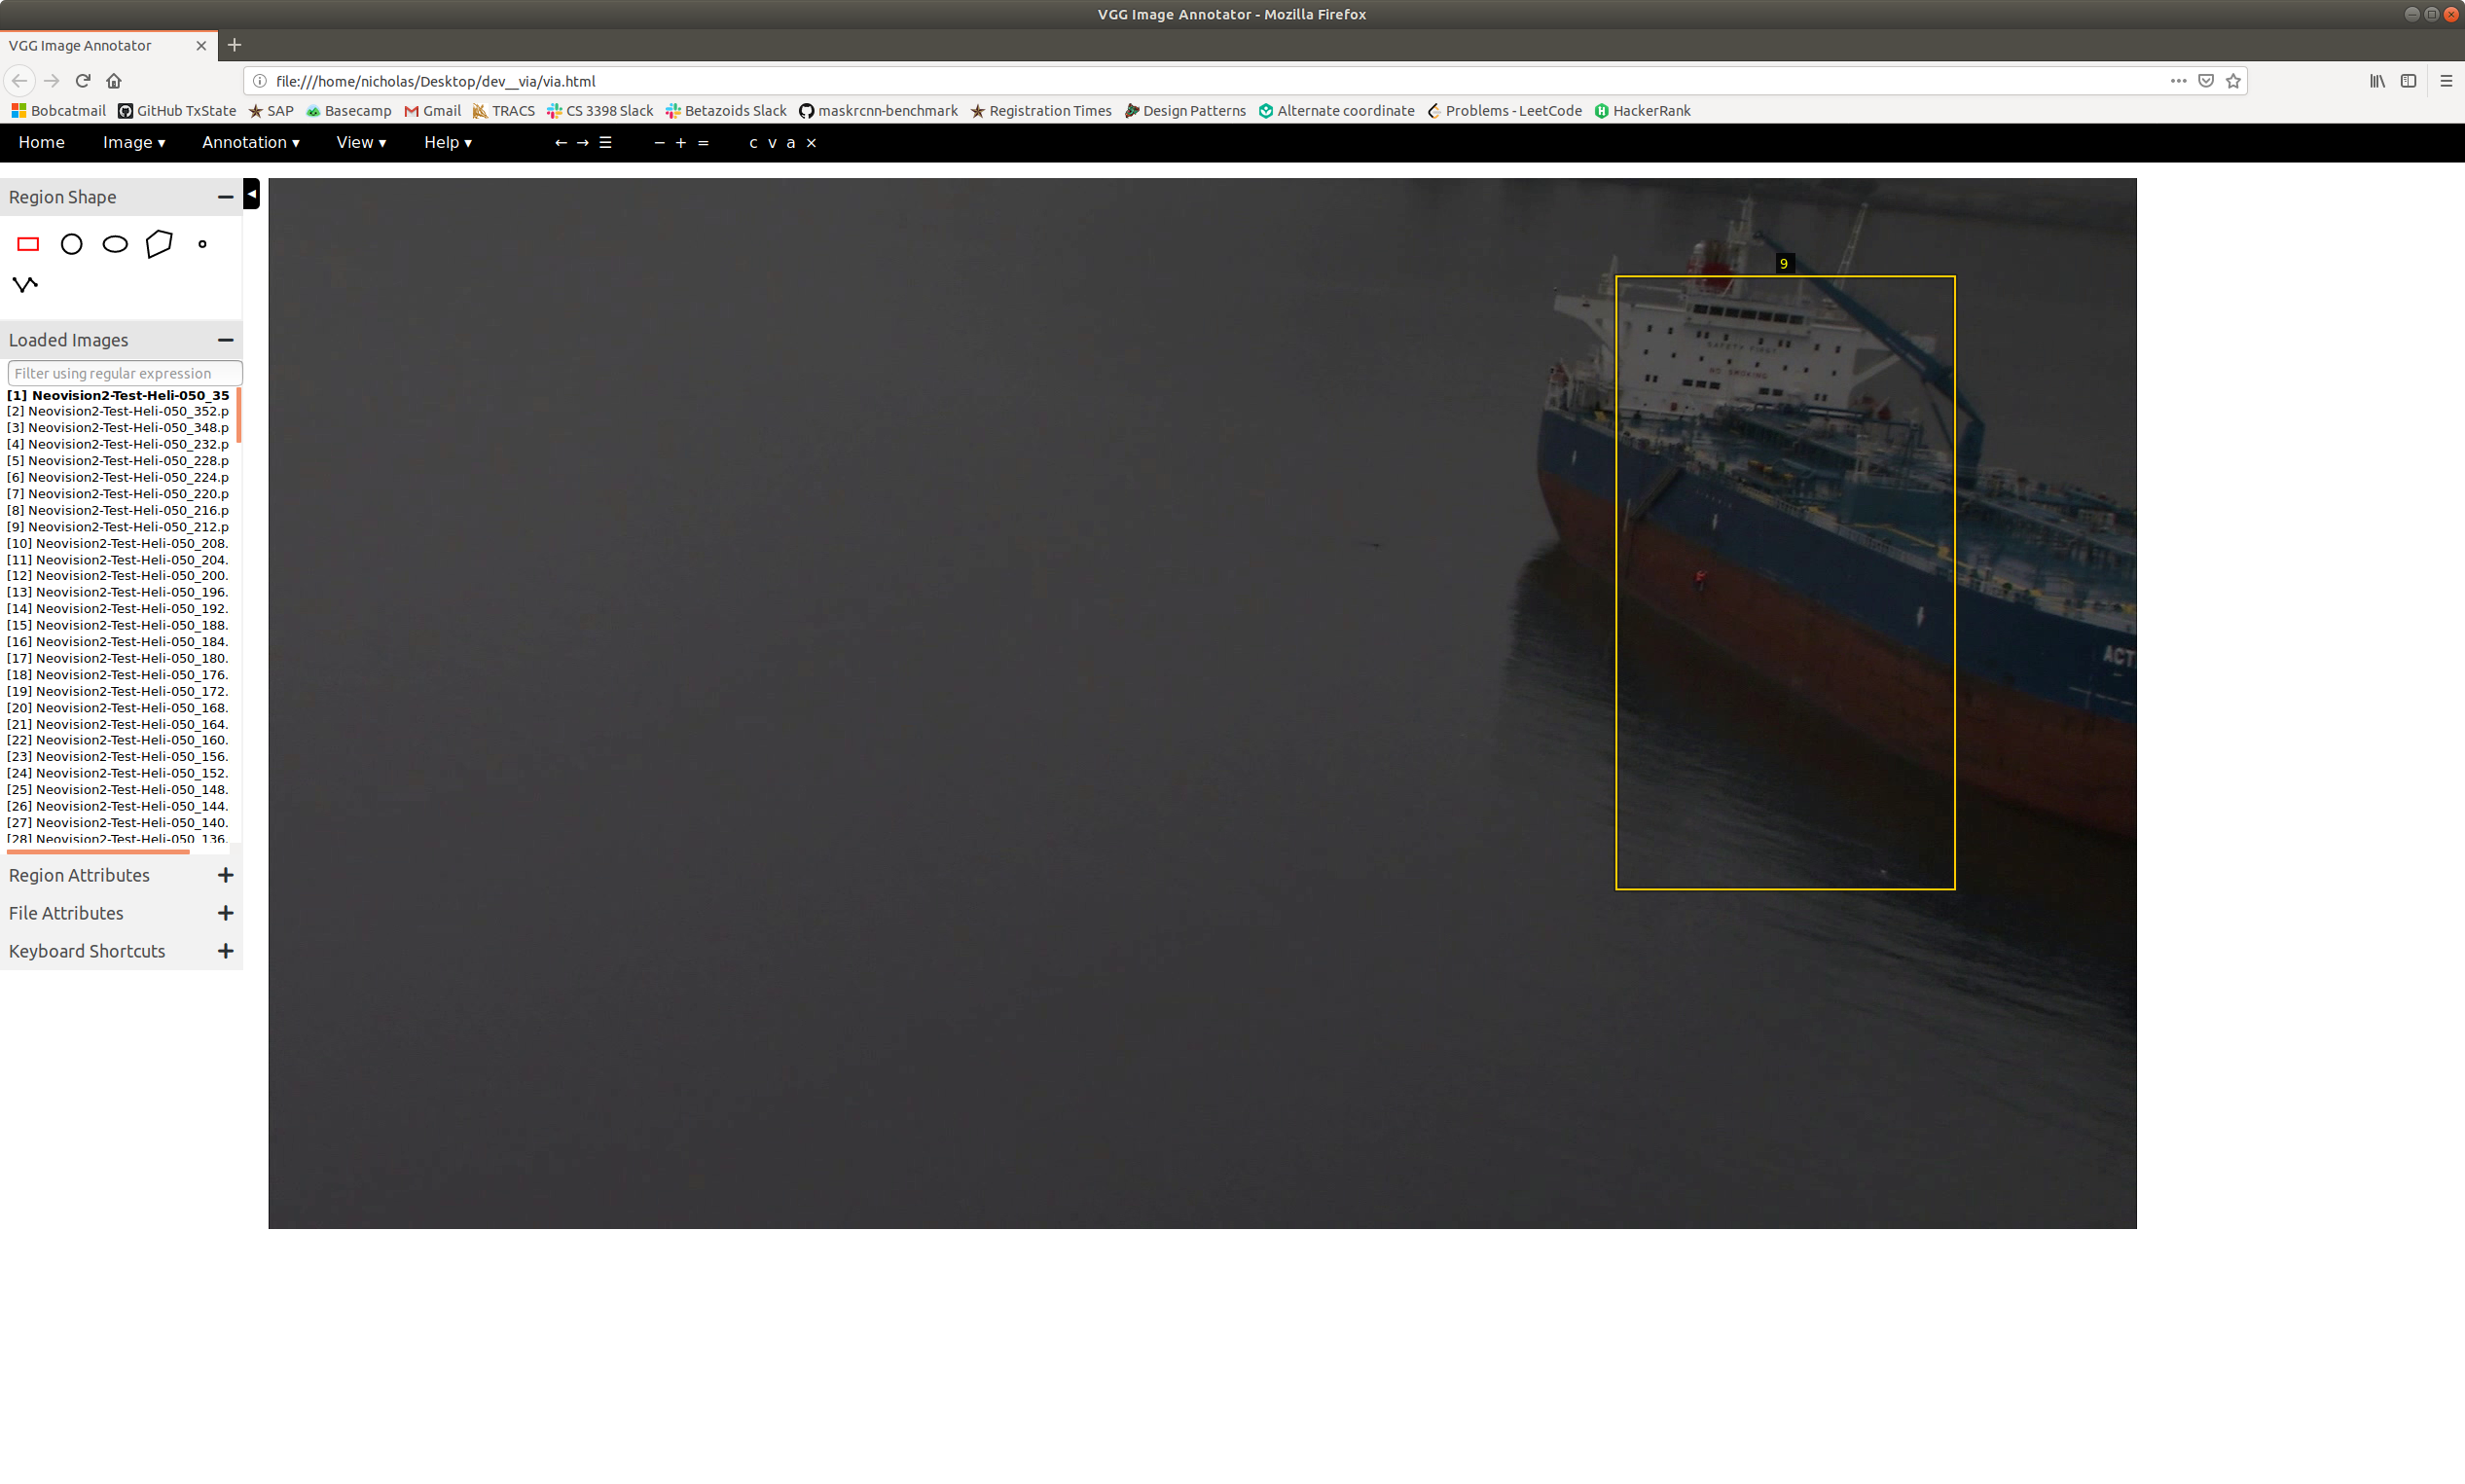 VGG Image Annotator - Mozilla Firefox
VGG Image Annotator
file:///home/nicholas/Desktop/dev__via/via.html
Bobcatmail GitHub TxState SAP Basecamp Gmail TRACS CS 3398 Slack Betazoids Slack maskrcnn-benchmark Registration Times Design Patterns Alternate coordinate Problems - LeetCode HackerRank
Home Image ▾ Annotation ▾ View ▾ Help ▾ ← → ☰ − + = c v a ×
Region Shape
9
SAFETY FIRST
NO SMOKING
ACT
Loaded Images
Filter using regular expression
[1] Neovision2-Test-Heli-050_35
[2] Neovision2-Test-Heli-050_352.p
[3] Neovision2-Test-Heli-050_348.p
[4] Neovision2-Test-Heli-050_232.p
[5] Neovision2-Test-Heli-050_228.p
[6] Neovision2-Test-Heli-050_224.p
[7] Neovision2-Test-Heli-050_220.p
[8] Neovision2-Test-Heli-050_216.p
[9] Neovision2-Test-Heli-050_212.p
[10] Neovision2-Test-Heli-050_208.
[11] Neovision2-Test-Heli-050_204.
[12] Neovision2-Test-Heli-050_200.
[13] Neovision2-Test-Heli-050_196.
[14] Neovision2-Test-Heli-050_192.
[15] Neovision2-Test-Heli-050_188.
[16] Neovision2-Test-Heli-050_184.
[17] Neovision2-Test-Heli-050_180.
[18] Neovision2-Test-Heli-050_176.
[19] Neovision2-Test-Heli-050_172.
[20] Neovision2-Test-Heli-050_168.
[21] Neovision2-Test-Heli-050_164.
[22] Neovision2-Test-Heli-050_160.
[23] Neovision2-Test-Heli-050_156.
[24] Neovision2-Test-Heli-050_152.
[25] Neovision2-Test-Heli-050_148.
[26] Neovision2-Test-Heli-050_144.
[27] Neovision2-Test-Heli-050_140.
[28] Neovision2-Test-Heli-050_136.
Region Attributes
File Attributes
Keyboard Shortcuts